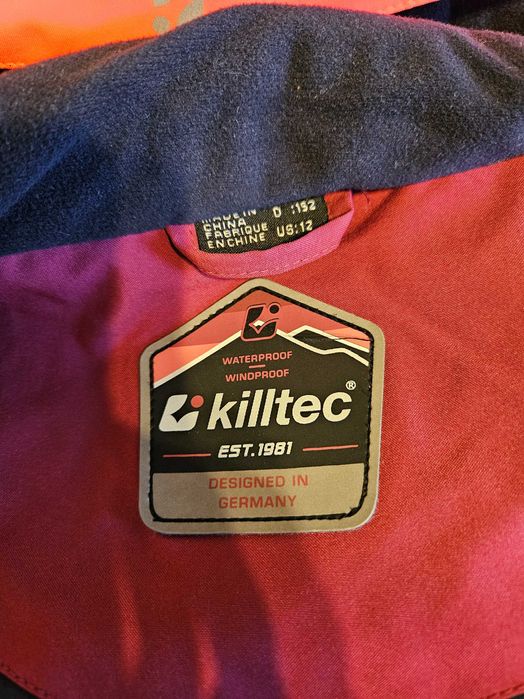 MADE IN
CHINA
FABRIQUE
EN CHINE
D :152
US:12
WATERPROOF
WINDPROOF
killtec®
EST.1981
DESIGNED IN
GERMANY